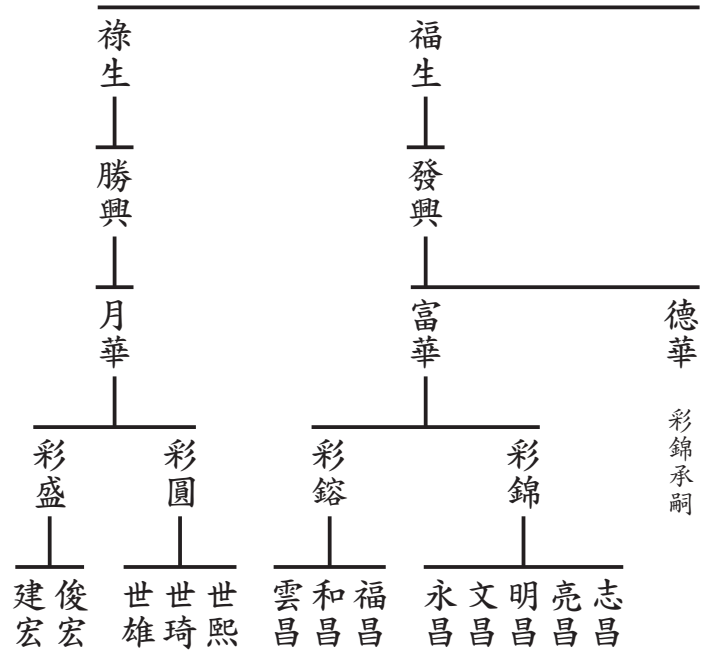 福生
祿生
發興
勝興
德華
富華
月華
彩錦承嗣
彩錦
彩鎔
彩圓
彩盛
志昌
亮昌
明昌
文昌
永昌
福昌
和昌
雲昌
世熙
世琦
世雄
俊宏
建宏